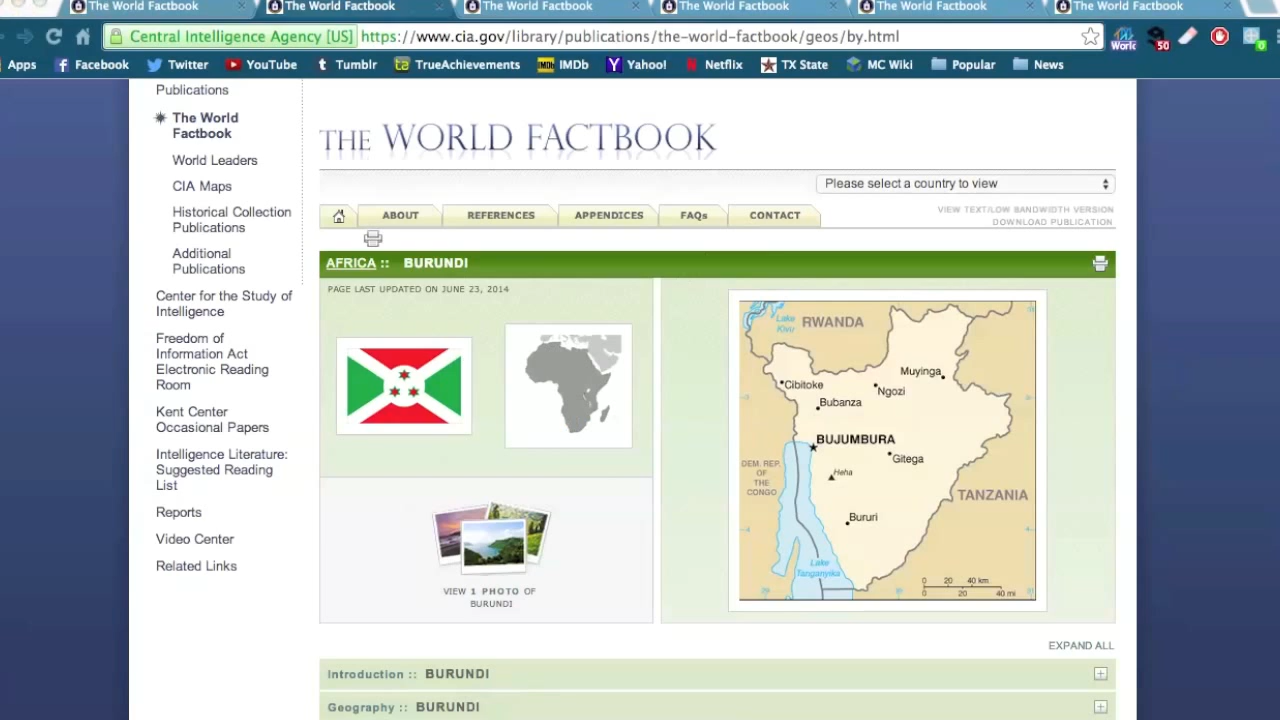 The World Factbook
The World Factbook
The World Factbook
The World Factbook
The World Factbook
The World Factbook
Central Intelligence Agency [US]
https://www.cia.gov/library/publications/the-world-factbook/geos/by.html
50
0
Apps
Facebook
Twitter
YouTube
Tumblr
TrueAchievements
IMDb
Yahoo!
Netflix
TX State
MC Wiki
Popular
News
Publications
The World
Factbook
World Leaders
CIA Maps
Historical Collection
Publications
Additional
Publications
Center for the Study of
Intelligence
Freedom of
Information Act
Electronic Reading
Room
Kent Center
Occasional Papers
Intelligence Literature:
Suggested Reading
List
Reports
Video Center
Related Links
THE WORLD FACTBOOK
Please select a country to view
ABOUT
REFERENCES
APPENDICES
FAQs
CONTACT
VIEW TEXT/LOW BANDWIDTH VERSION
DOWNLOAD PUBLICATION
AFRICA :: BURUNDI
PAGE LAST UPDATED ON JUNE 23, 2014
VIEW 1 PHOTO OF
BURUNDI
Lake
Kivu
RWANDA
Muyinga
Cibitoke
Ngozi
Bubanza
BUJUMBURA
Gitega
DEM. REP.
OF
THE
CONGO
Heha
TANZANIA
Bururi
Lake
Tanganyika
0 20 40 km
0 20 40 mi
EXPAND ALL
Introduction :: BURUNDI
Geography :: BURUNDI